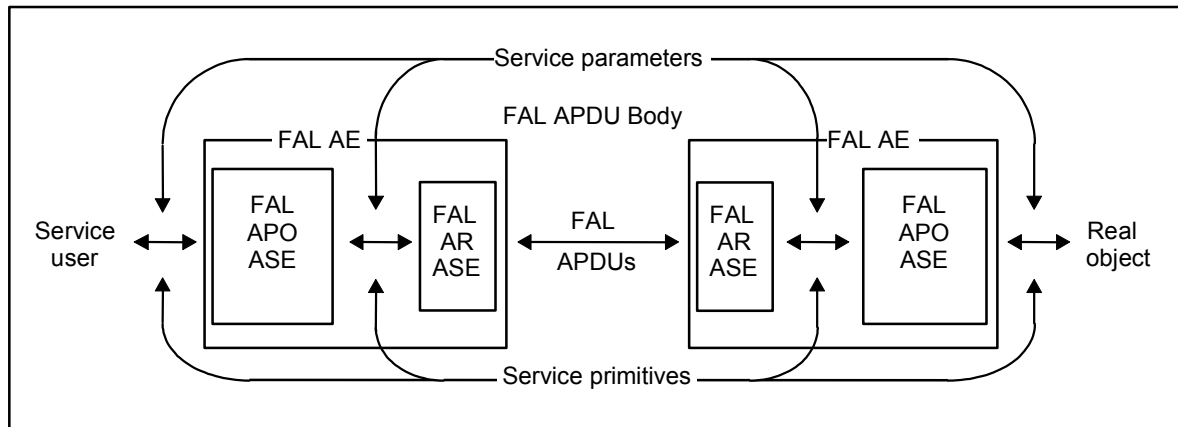 Service parameters
FAL APDU Body
FAL AE
FAL AE
Service
user
FAL
APO
ASE
FAL
AR
ASE
FAL
APDUs
FAL
AR
ASE
FAL
APO
ASE
Real
object
Service primitives